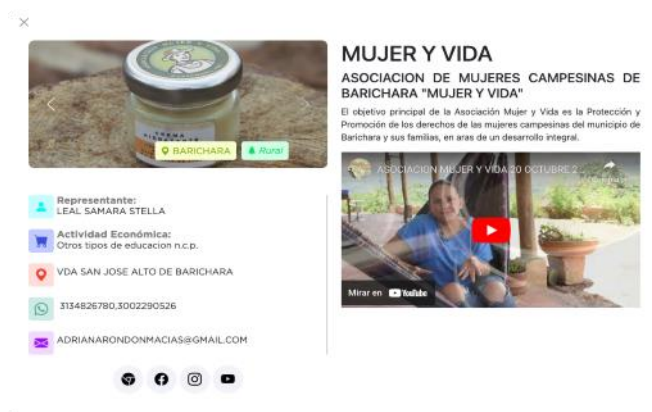 MUJER Y VIDA
ASOCIACION DE MUJERES CAMPESINAS DE
BARICHARA "MUJER Y VIDA"
El objetivo principal de la Asociación Mujer y Vida es la Protección y
Promoción de los derechos de las mujeres campesinas del municipio de
Barichara y sus familias, en aras de un desarrollo integral.
CREMA
HIDRATANTE
BARICHARA
Rural
ASOCIACION MUJER Y VIDA 20 OCTUBRE 2...
Mirar en YouTube
Representante:
LEAL SAMARA STELLA
Actividad Económica:
Otros tipos de educacion n.c.p.
VDA SAN JOSE ALTO DE BARICHARA
3134826780,3002290526
ADRIANARONDONMACIAS@GMAIL.COM